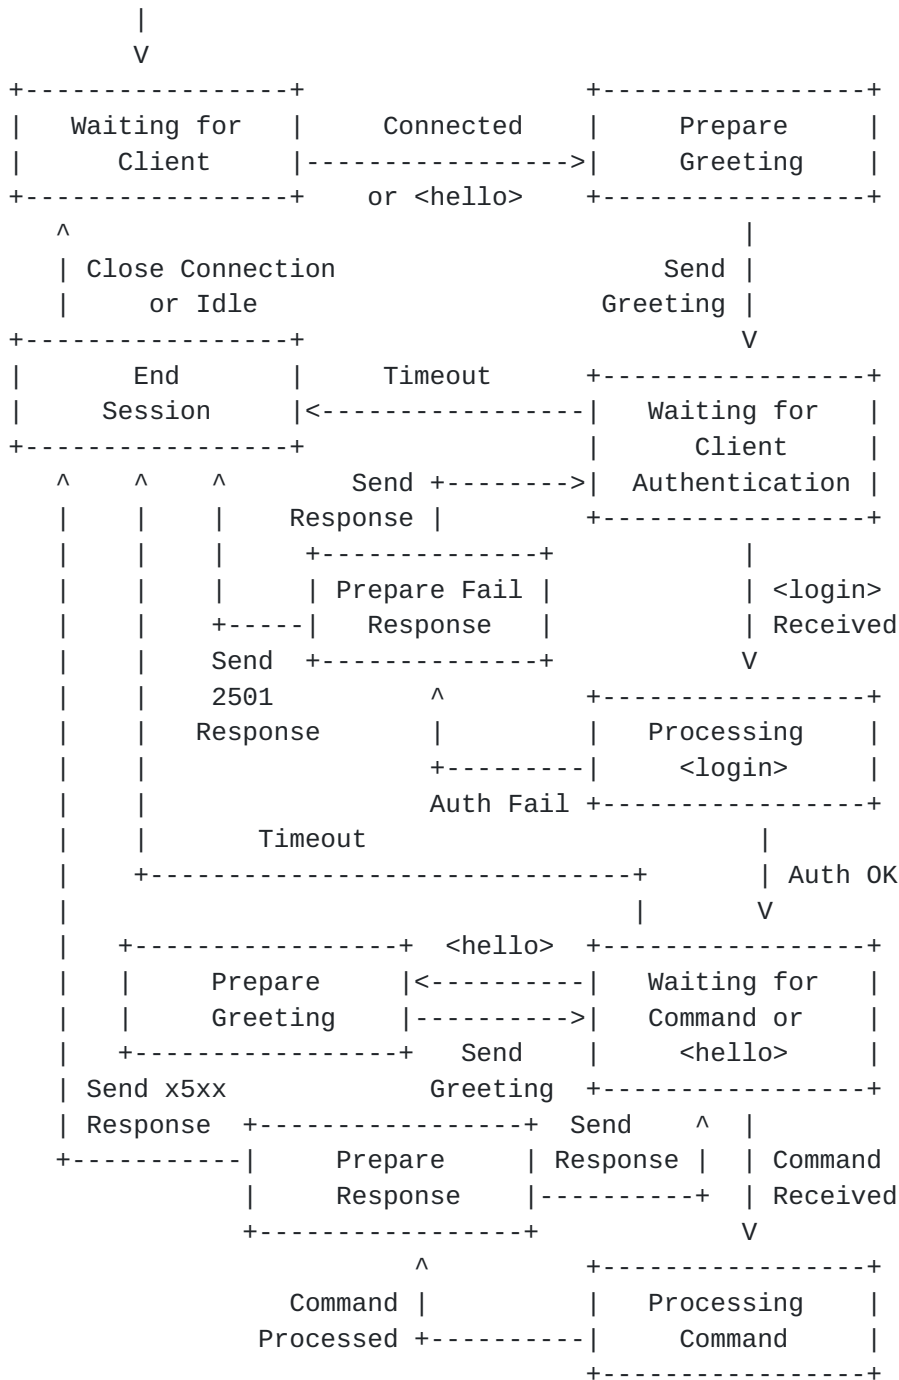 |
         V
+-----------------+                  +-----------------+
|   Waiting for   |     Connected    |     Prepare     |
|      Client     |----------------->|     Greeting    |
+-----------------+    or <hello>    +-----------------+
   ^                                           |
   | Close Connection                     Send |
   |     or Idle                      Greeting |
+-----------------+                            V
|       End       |     Timeout      +-----------------+
|     Session     |<-----------------|   Waiting for   |
+-----------------+                  |      Client     |
   ^    ^    ^        Send +-------->|  Authentication |
   |    |    |    Response |         +-----------------+
   |    |    |     +--------------+            |
   |    |    |     | Prepare Fail |            | <login>
   |    |    +-----|   Response   |            | Received
   |    |    Send  +--------------+            V
   |    |    2501          ^         +-----------------+
   |    |   Response       |         |   Processing    |
   |    |                  +---------|     <login>     |
   |    |                  Auth Fail +-----------------+
   |    |       Timeout                         |
   |    +-------------------------------+       | Auth OK
   |                                    |       V
   |   +-----------------+  <hello>  +-----------------+
   |   |     Prepare     |<----------|   Waiting for   |
   |   |     Greeting    |---------->|   Command or    |
   |   +-----------------+   Send    |     <hello>     |
   | Send x5xx             Greeting  +-----------------+
   | Response  +-----------------+  Send    ^  |
   +-----------|     Prepare     | Response |  | Command
               |     Response    |----------+  | Received
               +-----------------+             V
                          ^          +-----------------+
                  Command |          |   Processing    |
                Processed +----------|     Command     |
                                     +-----------------+